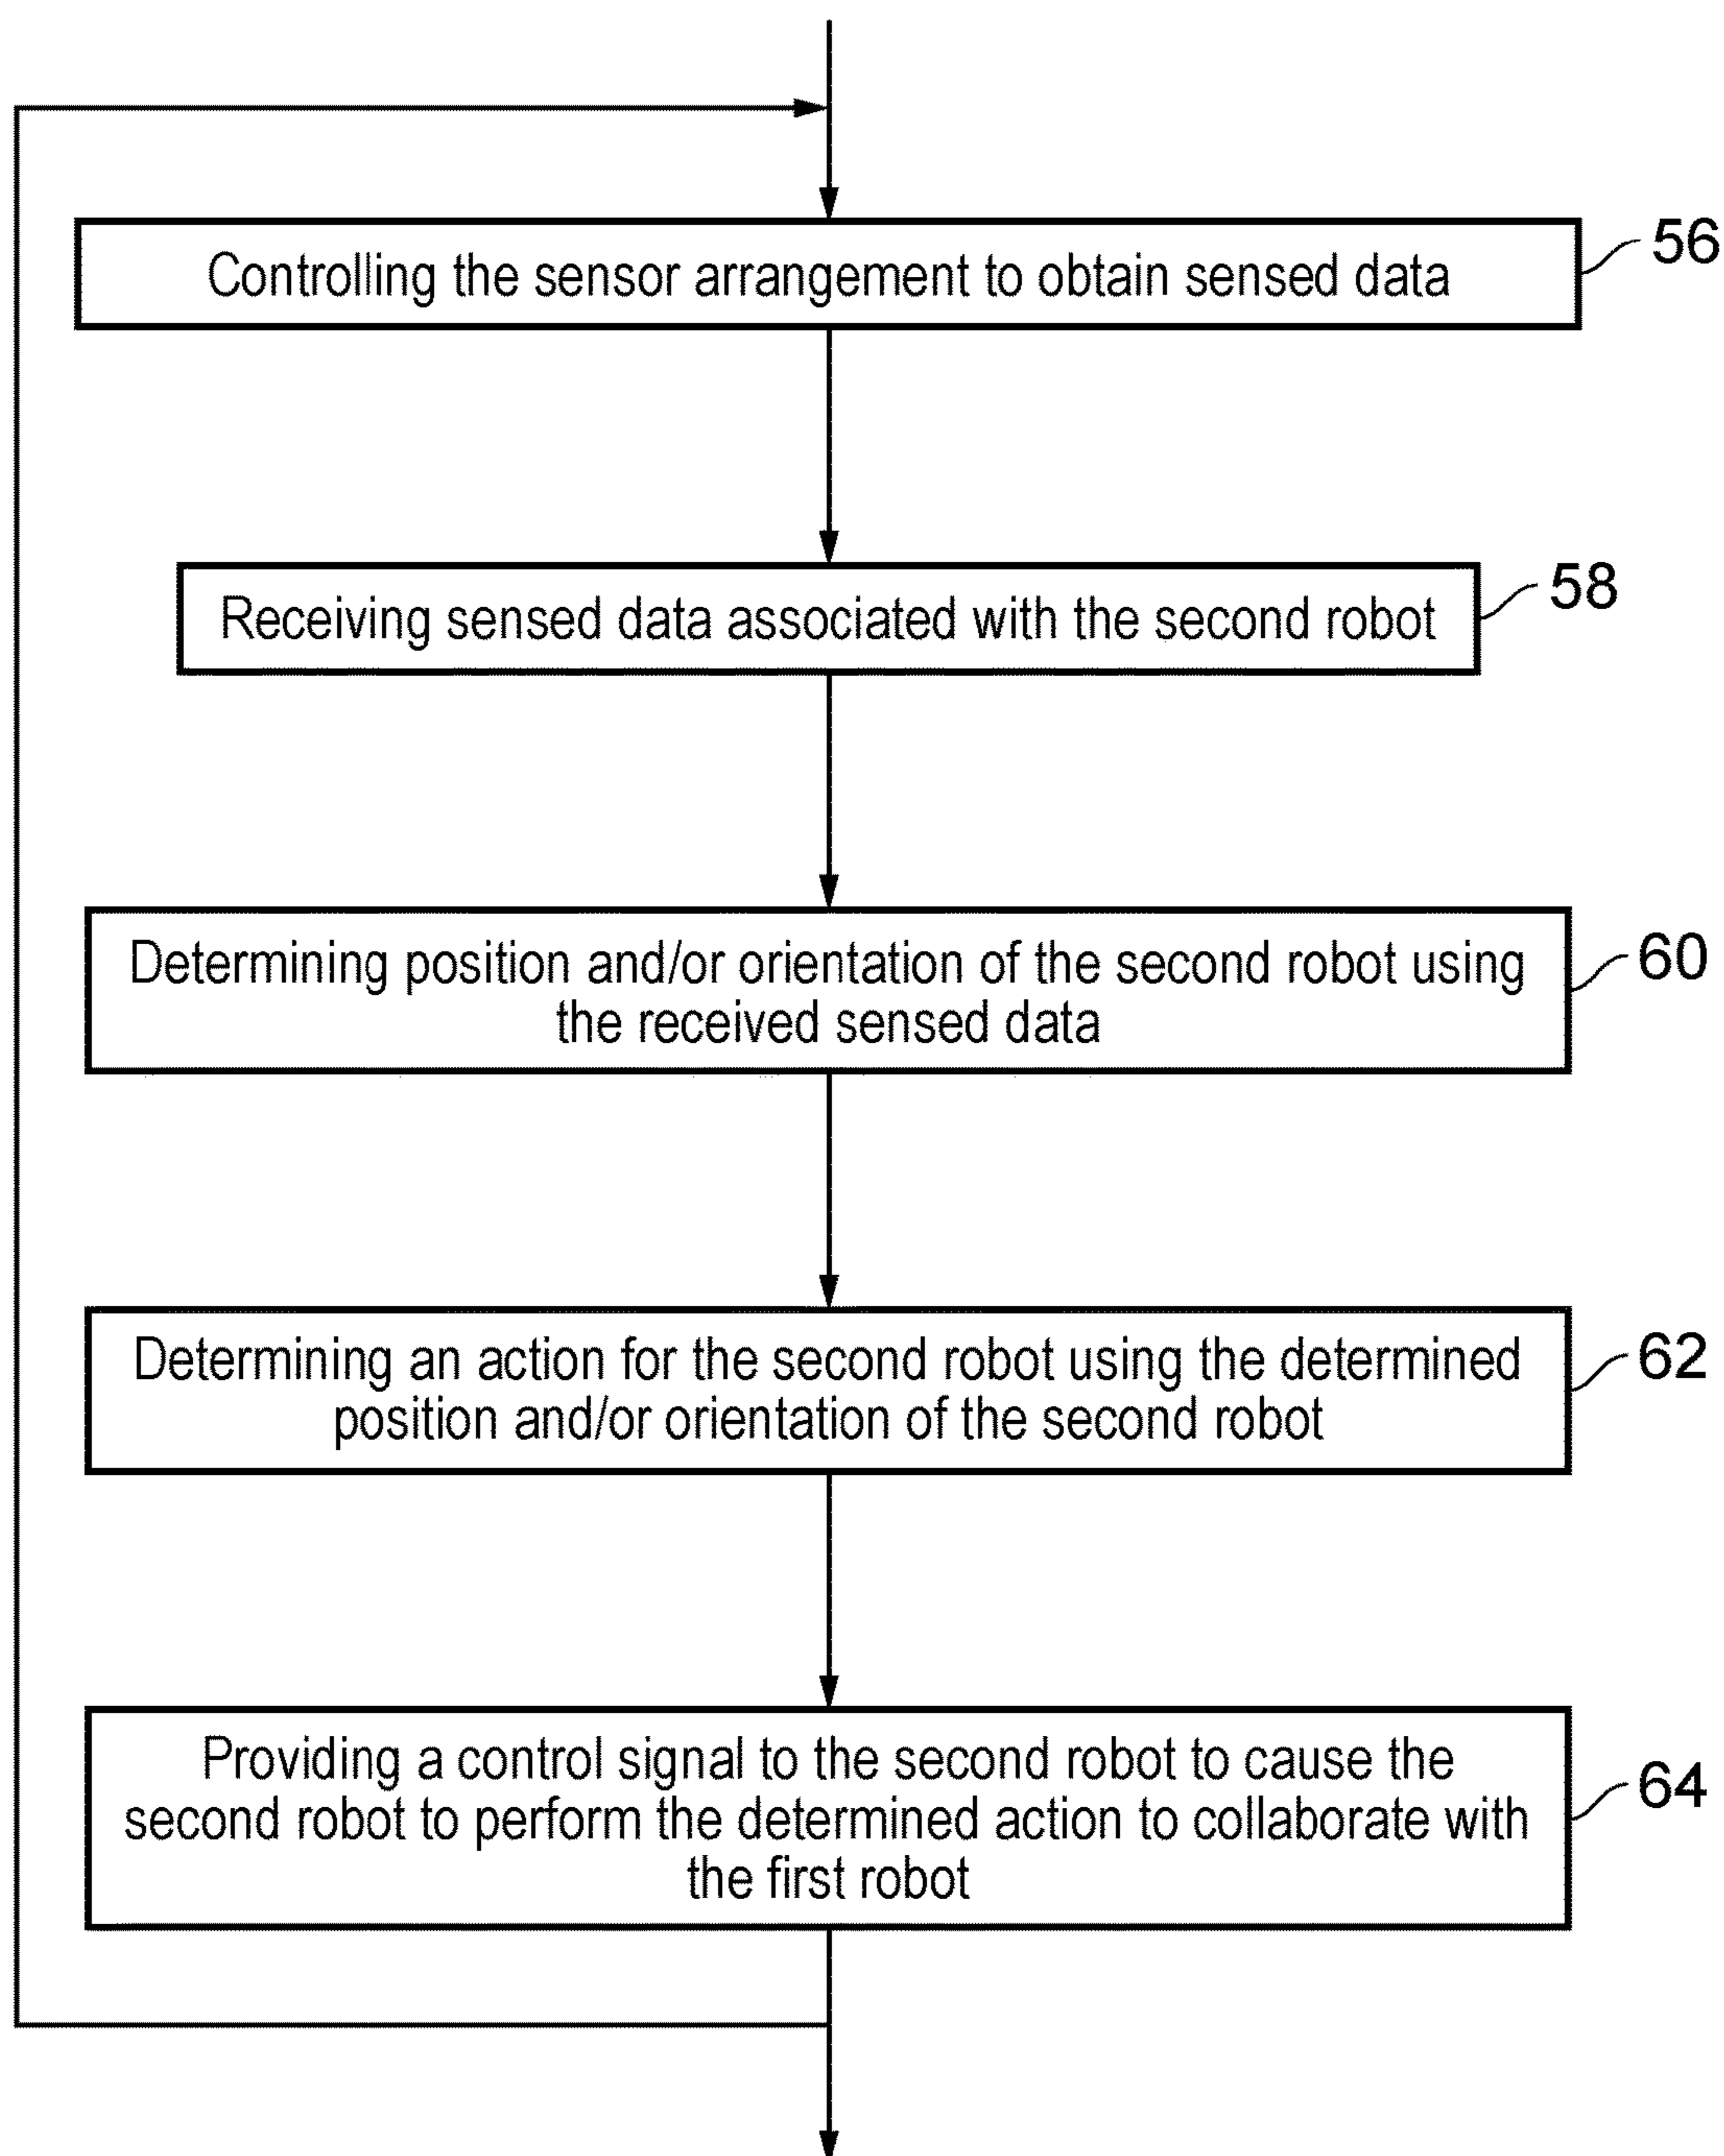 Controlling the sensor arrangement to obtain sensed data
56
Receiving sensed data associated with the second robot
58
Determining position and/or orientation of the second robot using
the received sensed data
60
Determining an action for the second robot using the determined
position and/or orientation of the second robot
62
Providing a control signal to the second robot to cause the
second robot to perform the determined action to collaborate with
the first robot
64